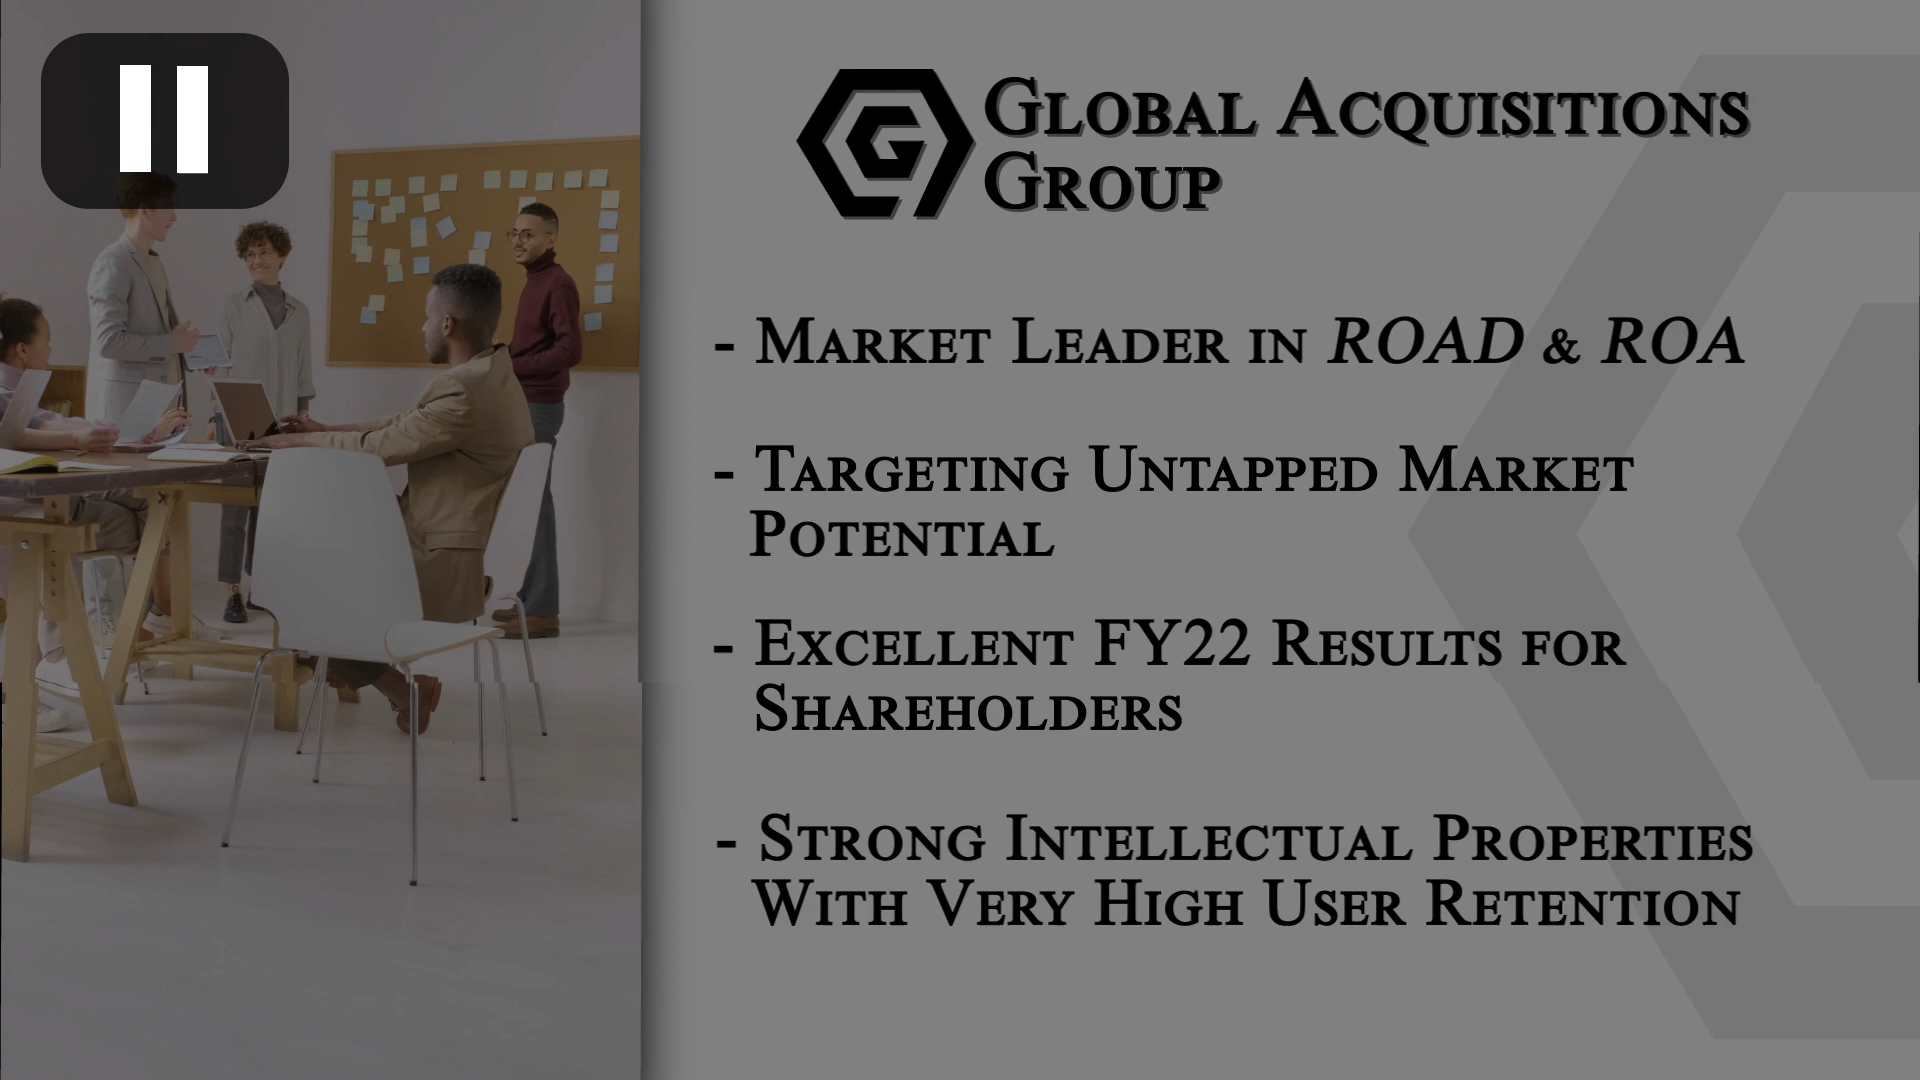 Global Acquisitions
Group
- Market Leader in ROAD & ROA
- Targeting Untapped Market
Potential
- Excellent FY22 Results for
Shareholders
- Strong Intellectual Properties
With Very High User Retention